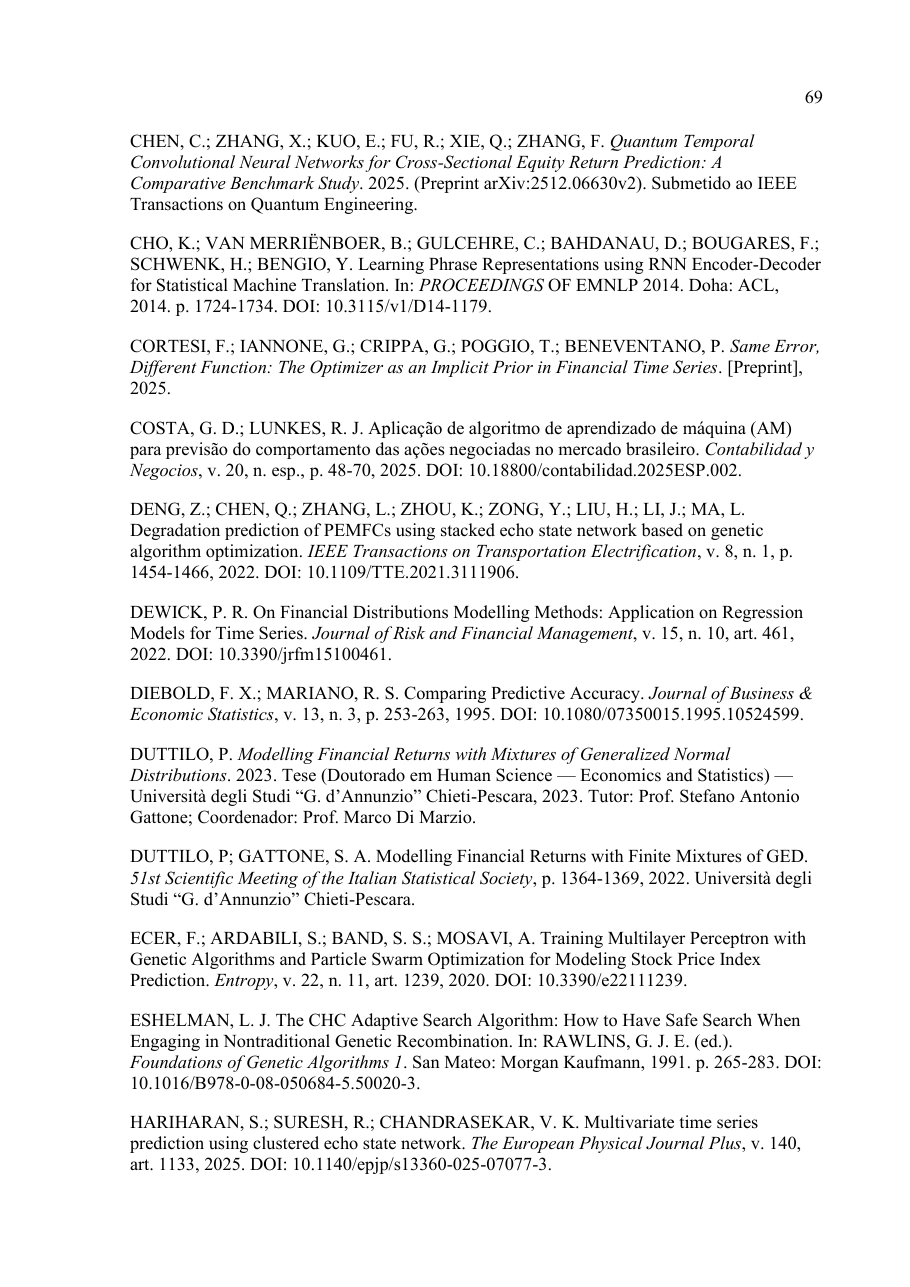 69
CHEN, C.; ZHANG, X.; KUO, E.; FU, R.; XIE, Q.; ZHANG, F. Quantum Temporal
Convolutional Neural Networks for Cross-Sectional Equity Return Prediction: A
Comparative Benchmark Study. 2025. (Preprint arXiv:2512.06630v2). Submetido ao IEEE
Transactions on Quantum Engineering.
CHO, K.; VAN MERRIËNBOER, B.; GULCEHRE, C.; BAHDANAU, D.; BOUGARES, F.;
SCHWENK, H.; BENGIO, Y. Learning Phrase Representations using RNN Encoder-Decoder
for Statistical Machine Translation. In: PROCEEDINGS OF EMNLP 2014. Doha: ACL,
2014. p. 1724-1734. DOI: 10.3115/v1/D14-1179.
CORTESI, F.; IANNONE, G.; CRIPPA, G.; POGGIO, T.; BENEVENTANO, P. Same Error,
Different Function: The Optimizer as an Implicit Prior in Financial Time Series. [Preprint],
2025.
COSTA, G. D.; LUNKES, R. J. Aplicação de algoritmo de aprendizado de máquina (AM)
para previsão do comportamento das ações negociadas no mercado brasileiro. Contabilidad y
Negocios, v. 20, n. esp., p. 48-70, 2025. DOI: 10.18800/contabilidad.2025ESP.002.
DENG, Z.; CHEN, Q.; ZHANG, L.; ZHOU, K.; ZONG, Y.; LIU, H.; LI, J.; MA, L.
Degradation prediction of PEMFCs using stacked echo state network based on genetic
algorithm optimization. IEEE Transactions on Transportation Electrification, v. 8, n. 1, p.
1454-1466, 2022. DOI: 10.1109/TTE.2021.3111906.
DEWICK, P. R. On Financial Distributions Modelling Methods: Application on Regression
Models for Time Series. Journal of Risk and Financial Management, v. 15, n. 10, art. 461,
2022. DOI: 10.3390/jrfm15100461.
DIEBOLD, F. X.; MARIANO, R. S. Comparing Predictive Accuracy. Journal of Business &
Economic Statistics, v. 13, n. 3, p. 253-263, 1995. DOI: 10.1080/07350015.1995.10524599.
DUTTILO, P. Modelling Financial Returns with Mixtures of Generalized Normal
Distributions. 2023. Tese (Doutorado em Human Science — Economics and Statistics) —
Università degli Studi “G. d’Annunzio” Chieti-Pescara, 2023. Tutor: Prof. Stefano Antonio
Gattone; Coordenador: Prof. Marco Di Marzio.
DUTTILO, P; GATTONE, S. A. Modelling Financial Returns with Finite Mixtures of GED.
51st Scientific Meeting of the Italian Statistical Society, p. 1364-1369, 2022. Università degli
Studi “G. d’Annunzio” Chieti-Pescara.
ECER, F.; ARDABILI, S.; BAND, S. S.; MOSAVI, A. Training Multilayer Perceptron with
Genetic Algorithms and Particle Swarm Optimization for Modeling Stock Price Index
Prediction. Entropy, v. 22, n. 11, art. 1239, 2020. DOI: 10.3390/e22111239.
ESHELMAN, L. J. The CHC Adaptive Search Algorithm: How to Have Safe Search When
Engaging in Nontraditional Genetic Recombination. In: RAWLINS, G. J. E. (ed.).
Foundations of Genetic Algorithms 1. San Mateo: Morgan Kaufmann, 1991. p. 265-283. DOI:
10.1016/B978-0-08-050684-5.50020-3.
HARIHARAN, S.; SURESH, R.; CHANDRASEKAR, V. K. Multivariate time series
prediction using clustered echo state network. The European Physical Journal Plus, v. 140,
art. 1133, 2025. DOI: 10.1140/epjp/s13360-025-07077-3.